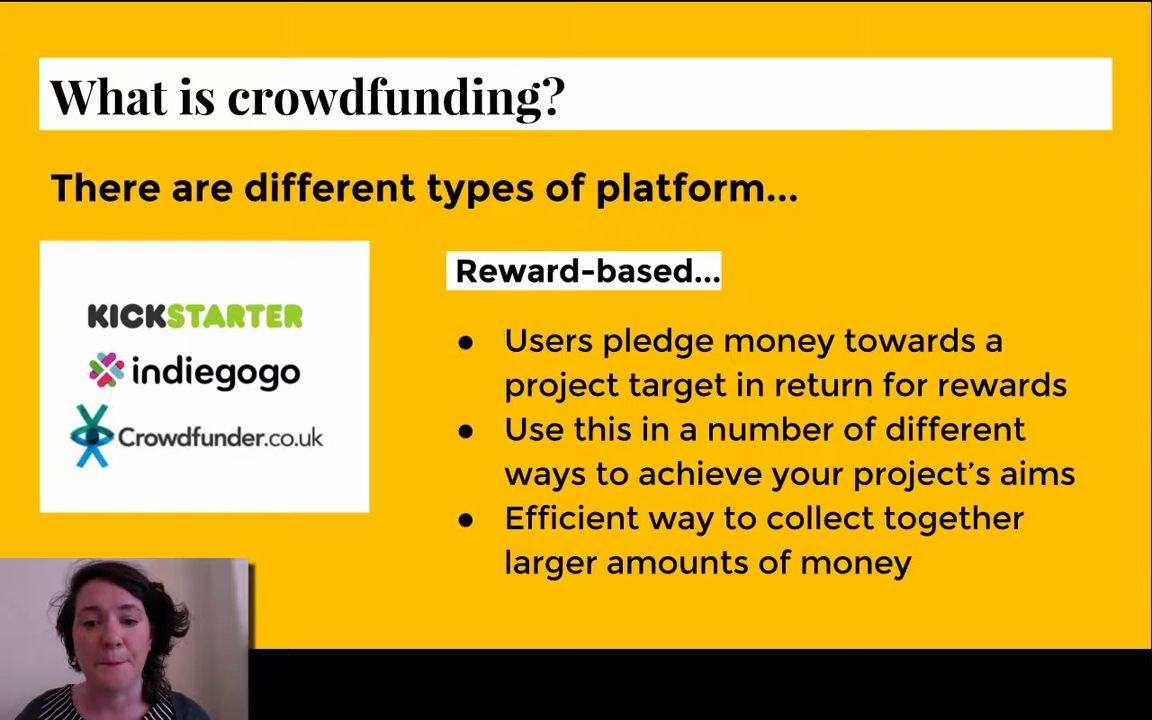 What is crowdfunding?
There are different types of platform...
KICKSTARTER
indiegogo
Crowdfunder.co.uk
Reward-based...
● Users pledge money towards a
project target in return for rewards
● Use this in a number of different
ways to achieve your project's aims
● Efficient way to collect together
larger amounts of money